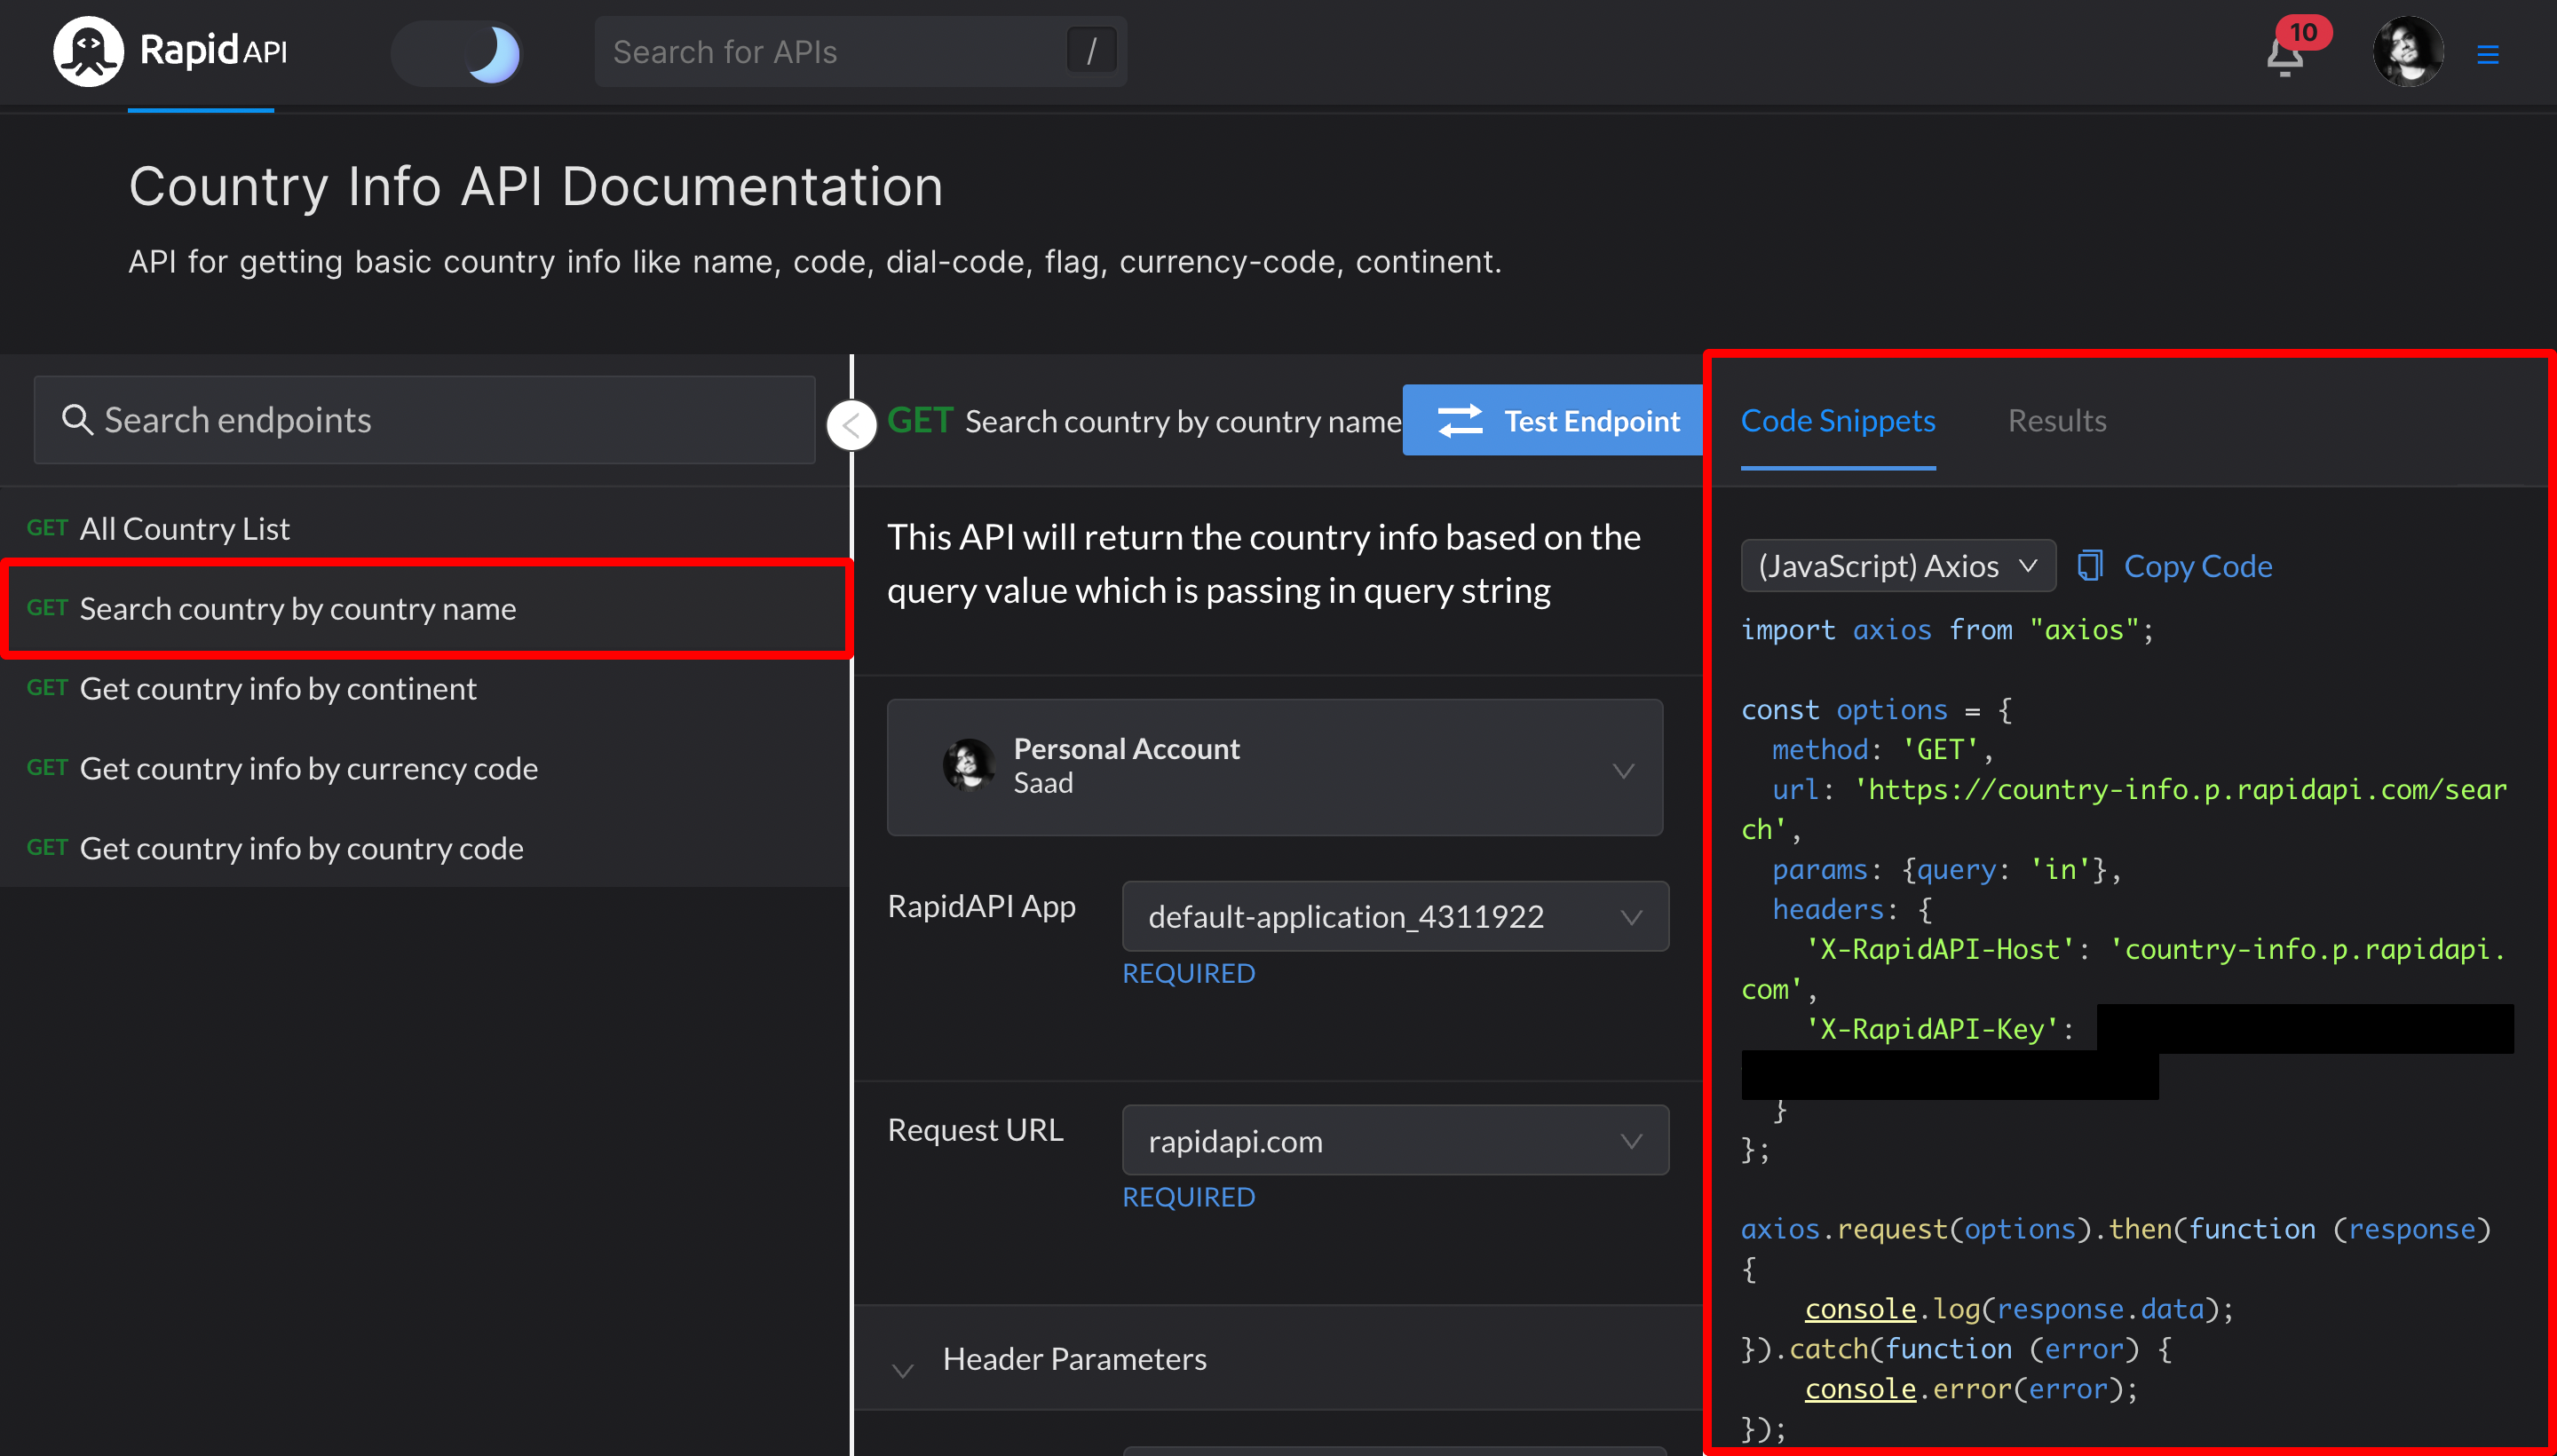 RapidAPI
Search for APIs
/
10
Country Info API Documentation
API for getting basic country info like name, code, dial-code, flag, currency-code, continent.
Search endpoints
GET All Country List
GET Search country by country name
GET Get country info by continent
GET Get country info by currency code
GET Get country info by country code
GET Search country by country name
Test Endpoint
This API will return the country info based on the
query value which is passing in query string
Personal Account
Saad
RapidAPI App
default-application_4311922
REQUIRED
Request URL
rapidapi.com
REQUIRED
Header Parameters
Code Snippets
Results
(JavaScript) Axios
Copy Code
import axios from "axios";
const options = {
  method: 'GET',
  url: 'https://country-info.p.rapidapi.com/sear
ch',
  params: {query: 'in'},
  headers: {
    'X-RapidAPI-Host': 'country-info.p.rapidapi.
com',
    'X-RapidAPI-Key':
  }
};
axios.request(options).then(function (response)
{
    console.log(response.data);
}).catch(function (error) {
    console.error(error);
});